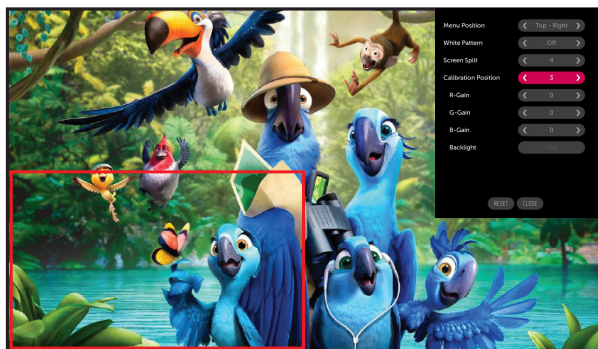 Menu Position ‹ Top - Right ›
White Pattern ‹ Off ›
Screen Split ‹ 4 ›
Calibration Position ‹ 3 ›
R-Gain ‹ 0 ›
G-Gain ‹ 0 ›
B-Gain ‹ 0 ›
Backlight
RESET CLOSE